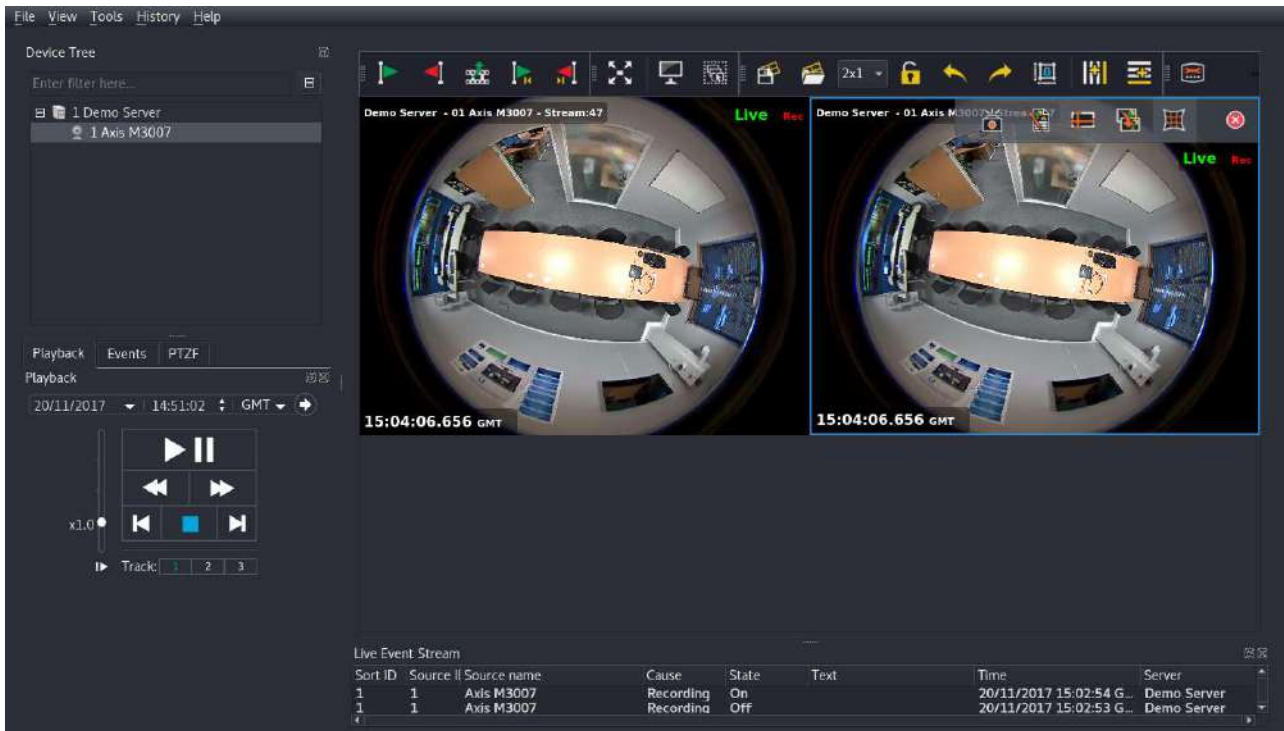 File View Tools History Help
Device Tree
Enter filter here...
1 Demo Server
1 Axis M3007
2x1
Demo Server - 01 Axis M3007 - Stream:47
Live Rec
Demo Server - 01 Axis M3007
Live Rec
15:04:06.656 GMT
15:04:06.656 GMT
Playback Events PTZF
Playback
20/11/2017 14:51:02 GMT
x1.0
Track: 1 2 3
Live Event Stream
Sort ID Source Source name Cause State Text Time Server
1 1 Axis M3007 Recording On 20/11/2017 15:02:54 G... Demo Server
1 1 Axis M3007 Recording Off 20/11/2017 15:02:53 G... Demo Server